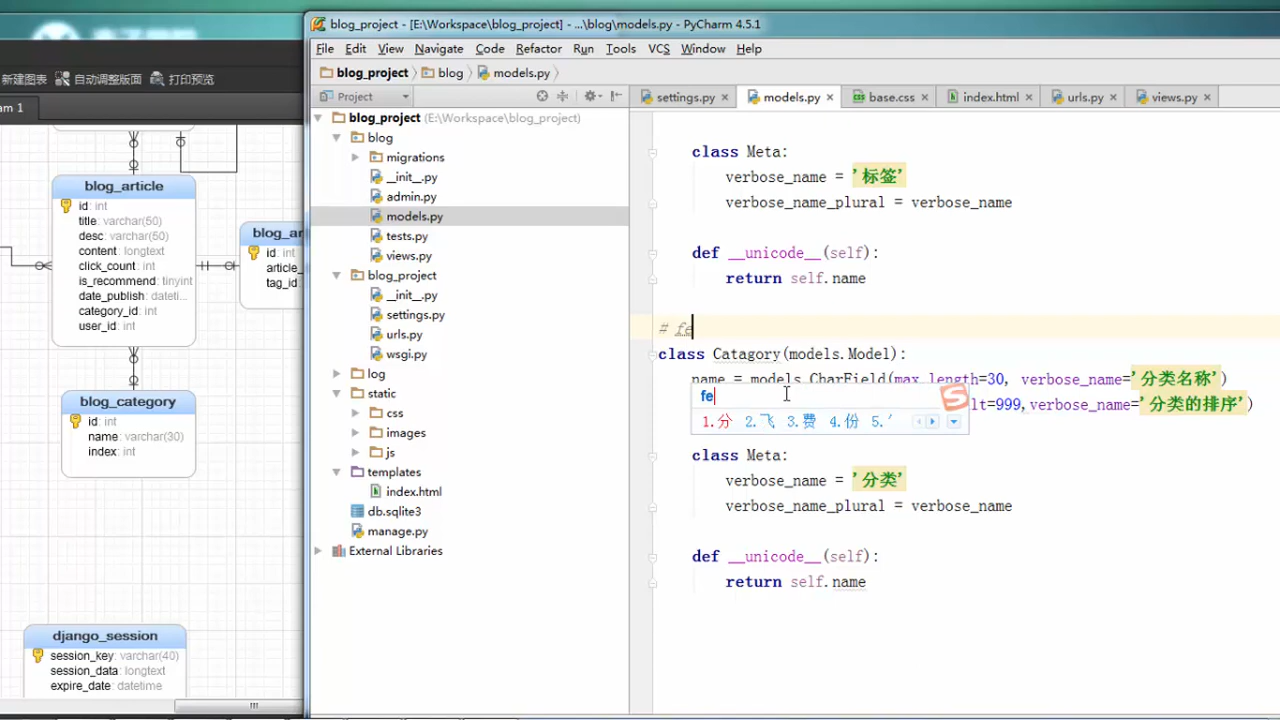 blog_project - [E:\Workspace\blog_project] - ...\blog\models.py - PyCharm 4.5.1
File Edit View Navigate Code Refactor Run Tools VCS Window Help
blog_project blog models.py
Project
settings.py models.py base.css index.html urls.py views.py
新建图表 自动调整版面 打印预览
am 1
blog_article
id: int
title: varchar(50)
desc: varchar(50)
content: longtext
click_count: int
is_recommend: tinyint
date_publish: dateti...
category_id: int
user_id: int
blog_ar
id: int
article_
tag_id
blog_category
id: int
name: varchar(30)
index: int
django_session
session_key: varchar(40)
session_data: longtext
expire_date: datetime
blog_project (E:\Workspace\blog_project)
blog
migrations
__init__.py
admin.py
models.py
tests.py
views.py
blog_project
__init__.py
settings.py
urls.py
wsgi.py
log
static
css
images
js
templates
index.html
db.sqlite3
manage.py
External Libraries
class Meta:
verbose_name = '标签'
verbose_name_plural = verbose_name
def __unicode__(self):
return self.name
# fe
class Catagory(models.Model):
name = models.CharField(max_length=30, verbose_name='分类名称')
lt=999,verbose_name='分类的排序')
fe
1.分 2.飞 3.费 4.份 5.'
class Meta:
verbose_name = '分类'
verbose_name_plural = verbose_name
def __unicode__(self):
return self.name